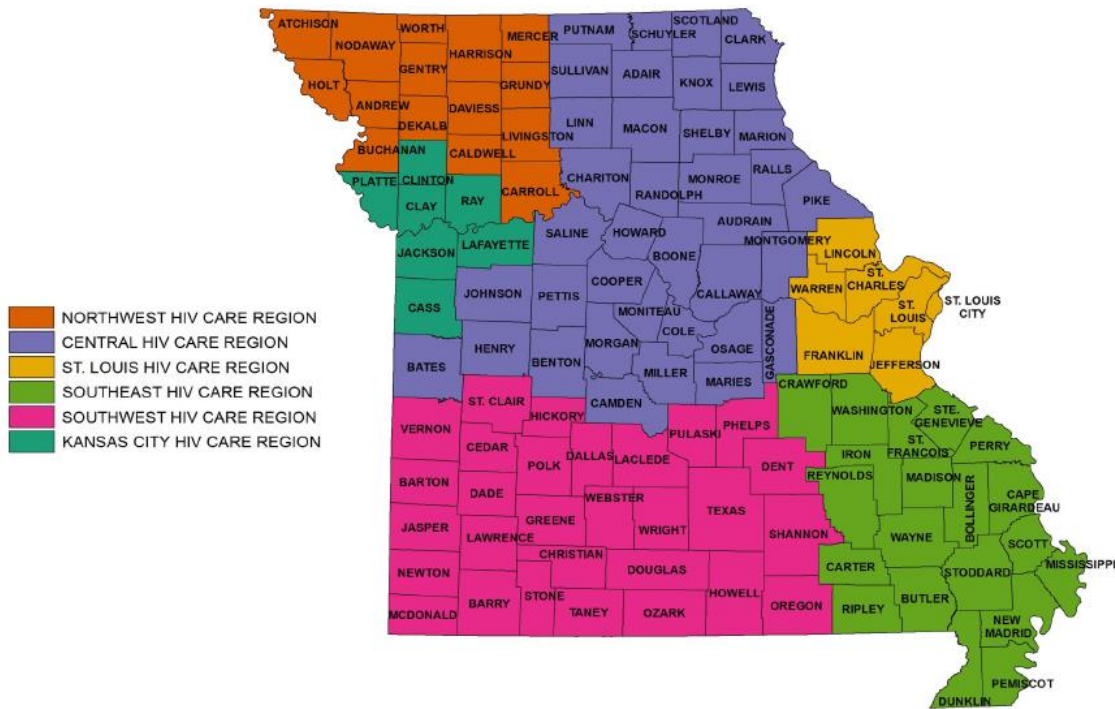 ATCHISON
NODAWAY
WORTH
HARRISON
MERCER
PUTNAM
SCHUYLER
SCOTLAND
CLARK
HOLT
GENTRY
GRUNDY
SULLIVAN
ADAIR
KNOX
LEWIS
ANDREW
DEKALB
DAVIESS
LIVINGSTON
LINN
MACON
SHELBY
MARION
BUCHANAN
CALDWELL
PLATTE
CLINTON
CLAY
RAY
CARROLL
CHARITON
RANDOLPH
MONROE
RALLS
PIKE
AUDRAIN
JACKSON
LAFAYETTE
SALINE
HOWARD
BOONE
MONTGOMERY
LINCOLN
CASS
JOHNSON
PETTIS
COOPER
CALLAWAY
WARREN
ST.
CHARLES
ST.
LOUIS
ST. LOUIS
CITY
MONITEAU
COLE
BATES
HENRY
BENTON
MORGAN
MILLER
OSAGE
GASCONADE
FRANKLIN
JEFFERSON
MARIES
CAMDEN
NORTHWEST HIV CARE REGION
CENTRAL HIV CARE REGION
ST. LOUIS HIV CARE REGION
SOUTHEAST HIV CARE REGION
SOUTHWEST HIV CARE REGION
KANSAS CITY HIV CARE REGION
VERNON
ST. CLAIR
HICKORY
PULASKI
PHELPS
CRAWFORD
WASHINGTON
STE.
GENEVIEVE
CEDAR
POLK
DALLAS
LACLEDE
DENT
IRON
ST.
FRANCOIS
PERRY
BARTON
DADE
WEBSTER
TEXAS
REYNOLDS
MADISON
BOLLINGER
CAPE
GIRARDEAU
JASPER
LAWRENCE
GREENE
WRIGHT
SHANNON
WAYNE
SCOTT
NEWTON
CHRISTIAN
DOUGLAS
CARTER
STODDARD
MISSISSIPPI
MCDONALD
BARRY
STONE
TANEY
OZARK
HOWELL
OREGON
RIPLEY
BUTLER
NEW
MADRID
DUNKLIN
PEMISCOT